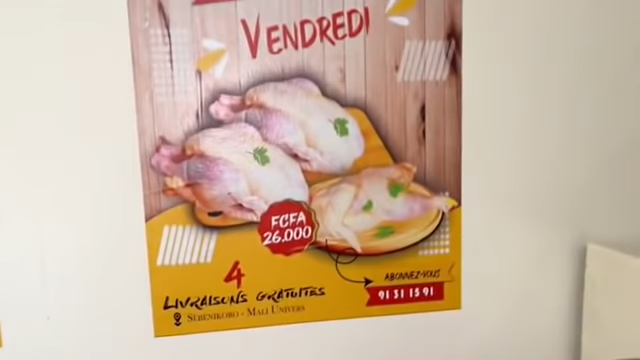 VENDREDI
FCFA
26.000
4
LIVRAISONS GRATUITES
SEBENIKORO - MALI UNIVERS
ABONNEZ-VOUS
91 31 15 91